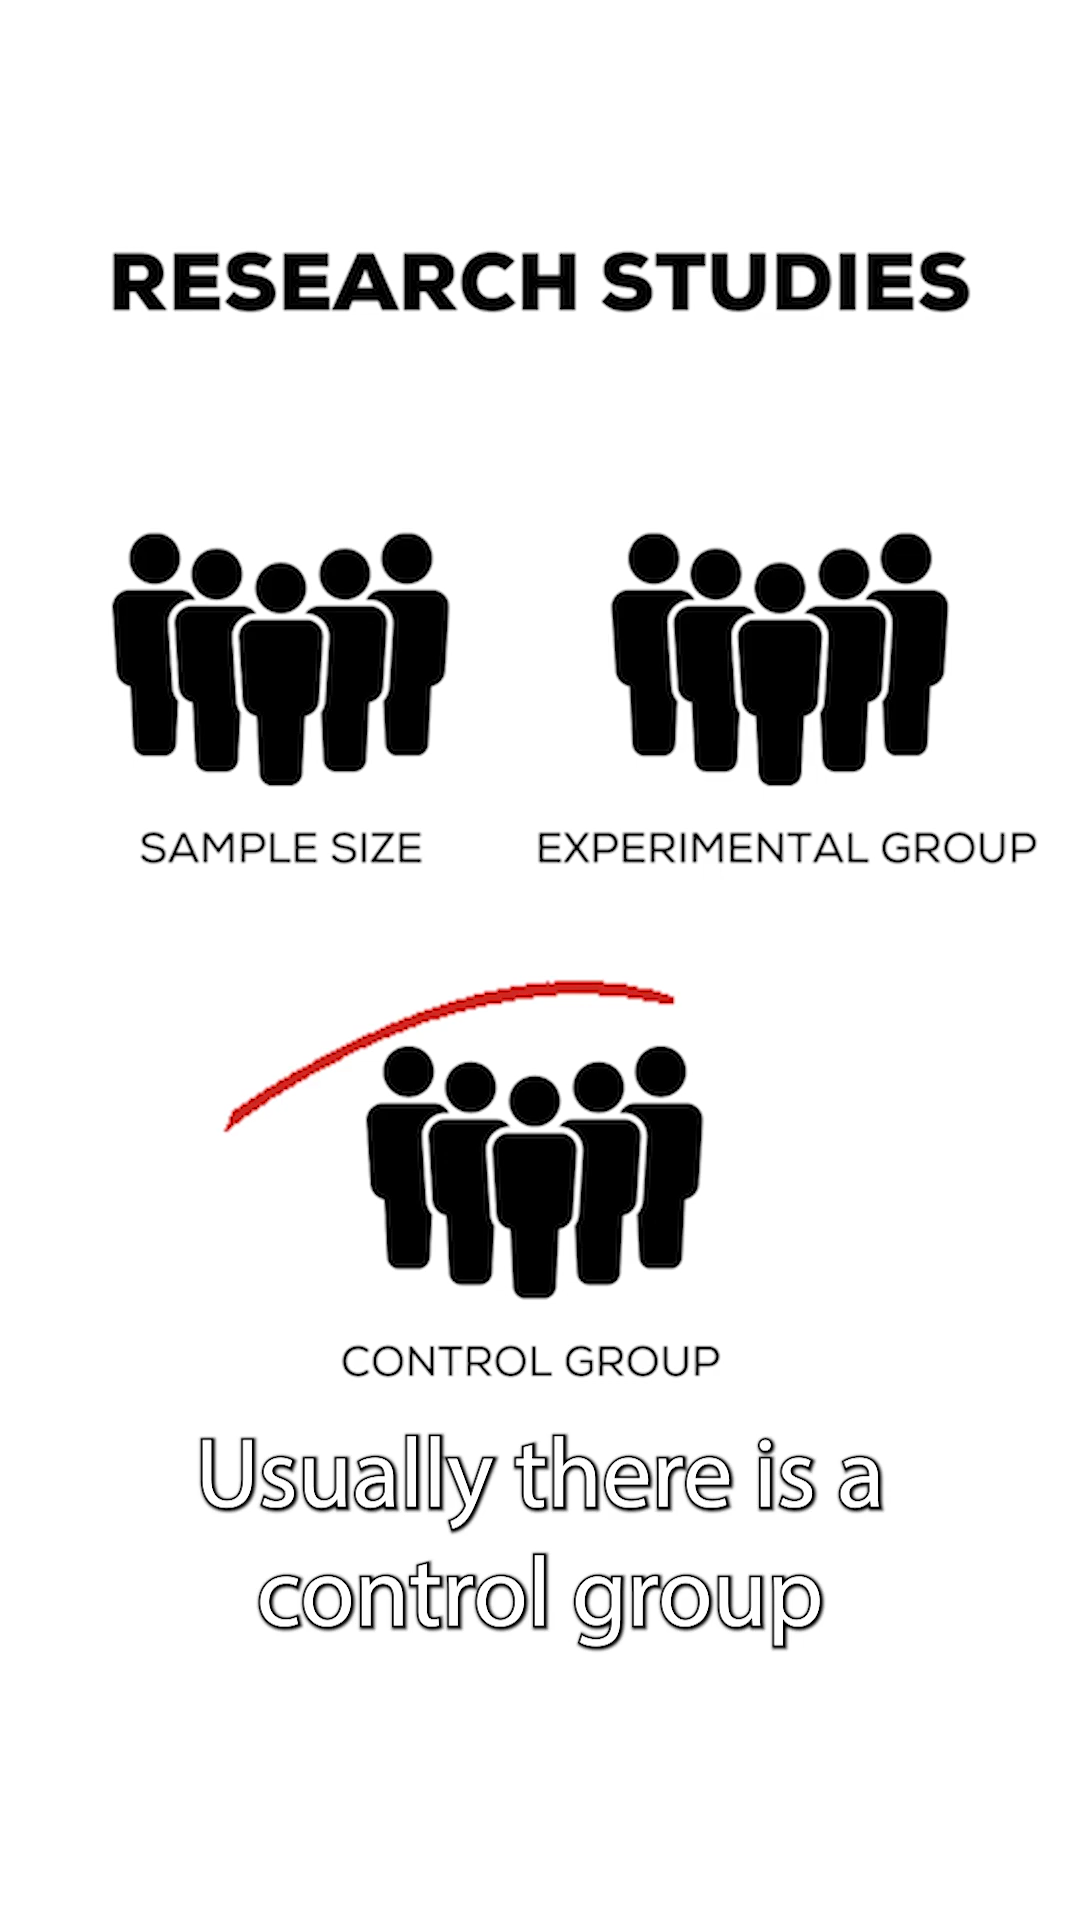 RESEARCH STUDIES
SAMPLE SIZE
EXPERIMENTAL GROUP
CONTROL GROUP
Usually there is a
control group